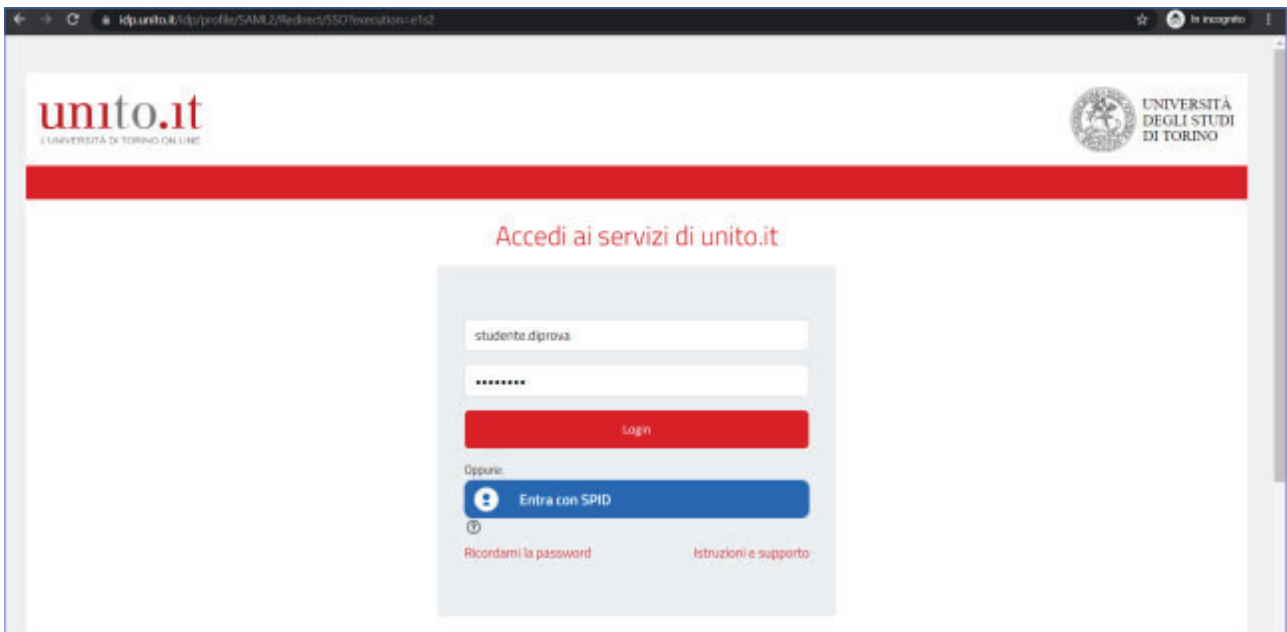 idp.unito.it/idp/profile/SAML2/Redirect/SSO?execution=e1s2
In incognito
unito.it
L'UNIVERSITÀ DI TORINO ON LINE
UNIVERSITÀ
DEGLI STUDI
DI TORINO
Accedi ai servizi di unito.it
studente.diprova
••••••••
Login
Oppure:
Entra con SPID
Ricordami la password
Istruzioni e supporto